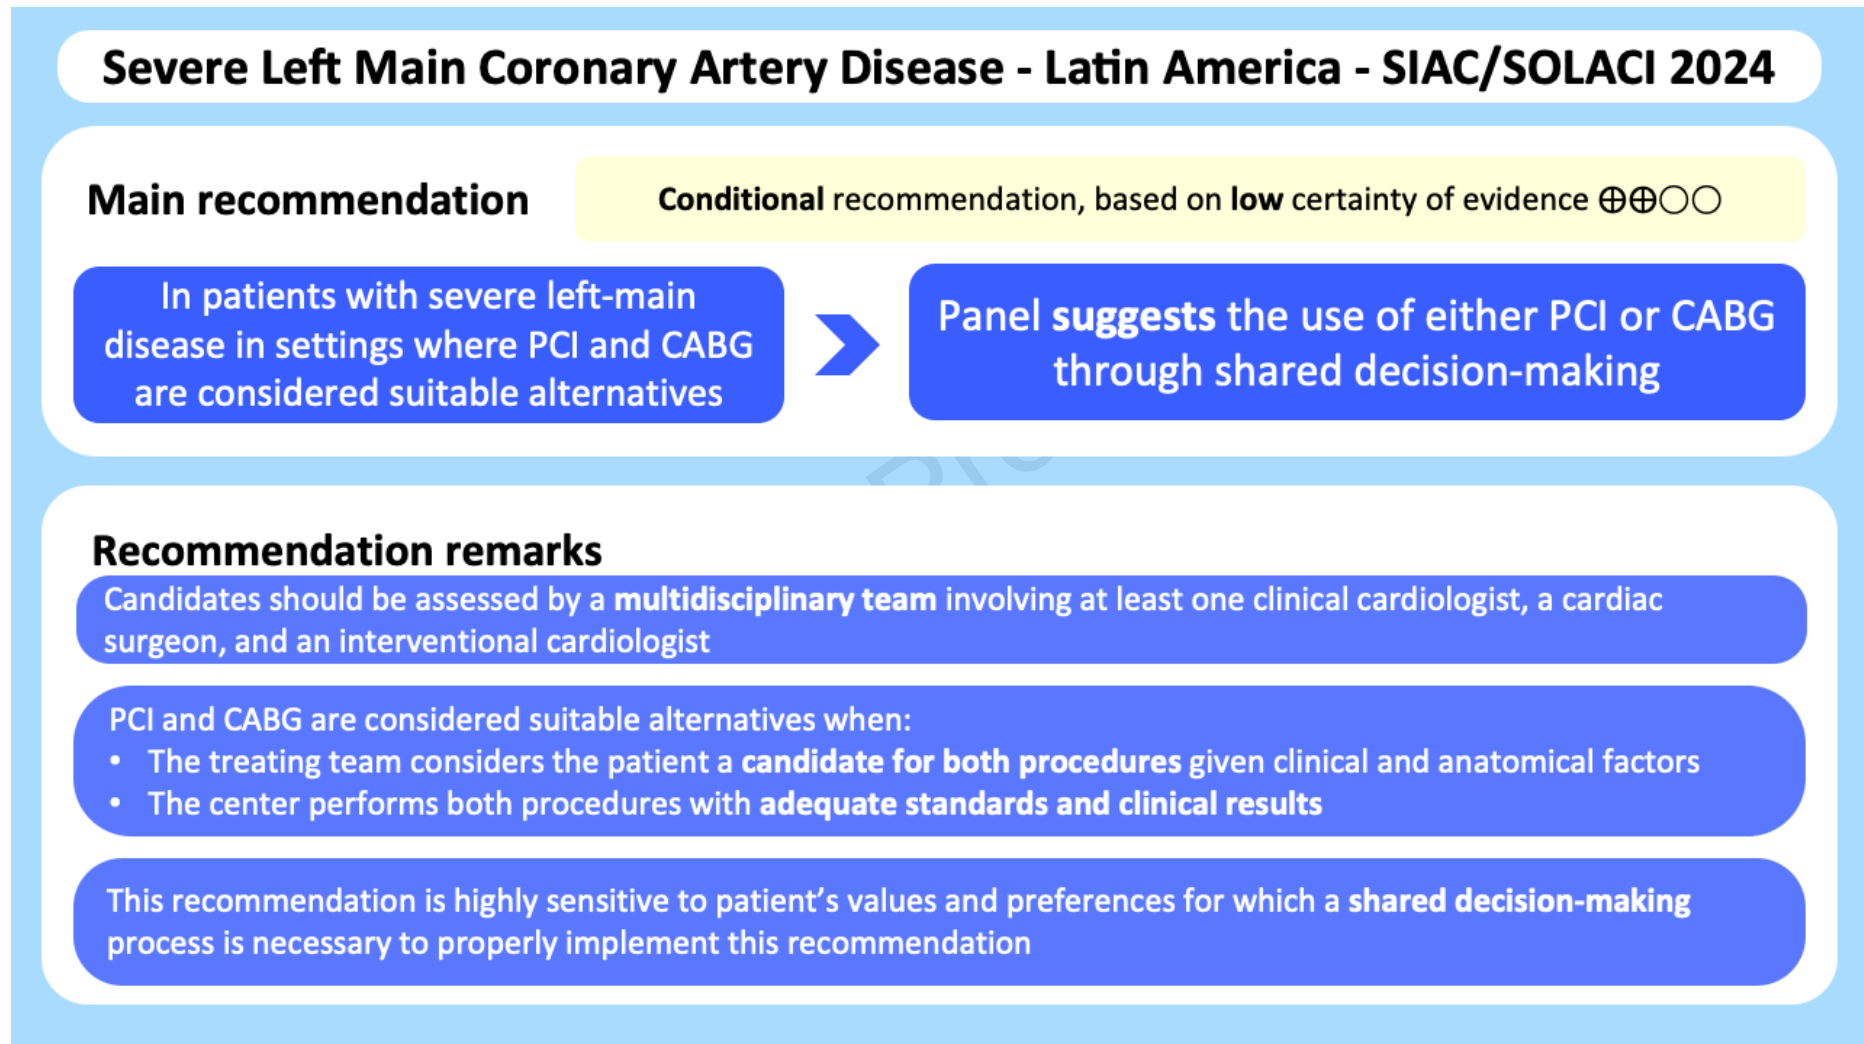 Severe Left Main Coronary Artery Disease - Latin America - SIAC/SOLACI 2024
Main recommendation
Conditional recommendation, based on low certainty of evidence ⊕⊕○○
In patients with severe left-main
disease in settings where PCI and CABG
are considered suitable alternatives
Panel suggests the use of either PCI or CABG
through shared decision-making
Recommendation remarks
Candidates should be assessed by a multidisciplinary team involving at least one clinical cardiologist, a cardiac
surgeon, and an interventional cardiologist
PCI and CABG are considered suitable alternatives when:
• The treating team considers the patient a candidate for both procedures given clinical and anatomical factors
• The center performs both procedures with adequate standards and clinical results
This recommendation is highly sensitive to patient's values and preferences for which a shared decision-making
process is necessary to properly implement this recommendation